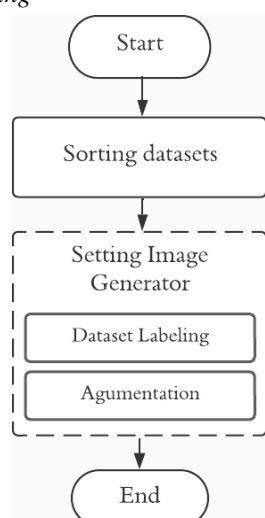 Start
Sorting datasets
Setting Image
Generator
Dataset Labeling
Agumentation
End